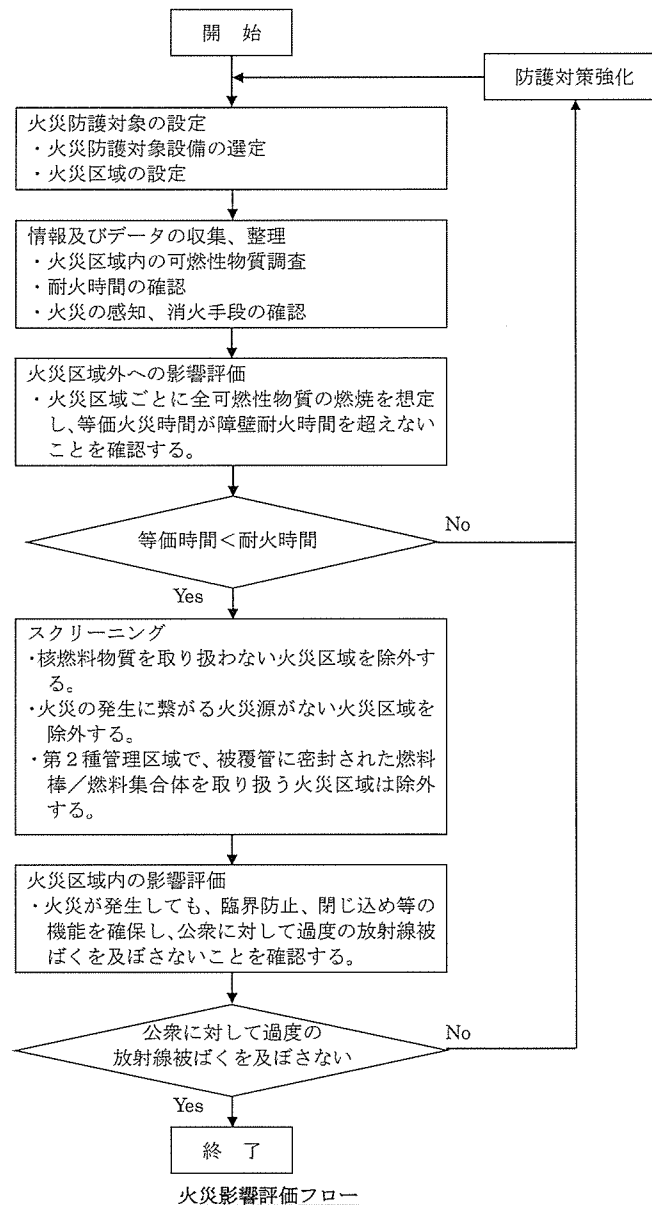 開　始
防護対策強化
火災防護対象の設定
・火災防護対象設備の選定
・火災区域の設定
情報及びデータの収集、整理
・火災区域内の可燃性物質調査
・耐火時間の確認
・火災の感知、消火手段の確認
火災区域外への影響評価
・火災区域ごとに全可燃性物質の燃焼を想定
し、等価火災時間が障壁耐火時間を超えない
ことを確認する。
等価時間＜耐火時間
No
Yes
スクリーニング
・核燃料物質を取り扱わない火災区域を除外す
る。
・火災の発生に繋がる火災源がない火災区域を
除外する。
・第２種管理区域で、被覆管に密封された燃料
棒／燃料集合体を取り扱う火災区域は除外
する。
火災区域内の影響評価
・火災が発生しても、臨界防止、閉じ込め等の
機能を確保し、公衆に対して過度の放射線被
ばくを及ぼさないことを確認する。
公衆に対して過度の
放射線被ばくを及ぼさない
No
Yes
終　了
火災影響評価フロー